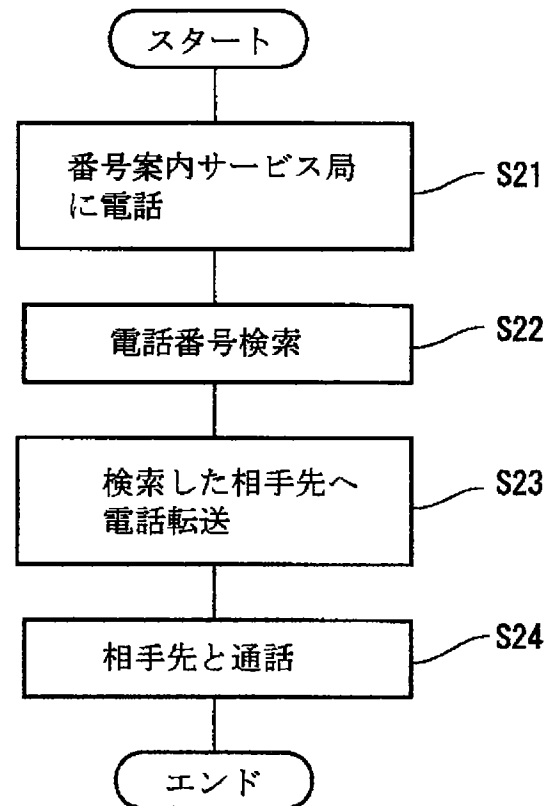 スタート
番号案内サービス局
に電話
S21
電話番号検索
S22
検索した相手先へ
電話転送
S23
相手先と通話
S24
エンド